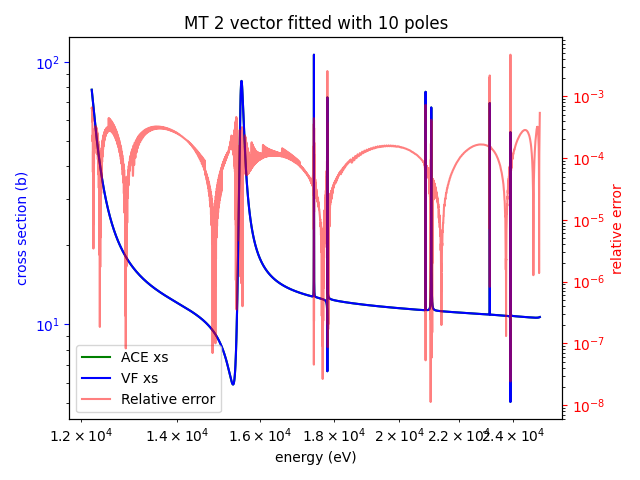 MT 2 vector fitted with 10 poles
cross section (b)
10²
10¹
ACE xs
VF xs
Relative error
10⁻³
10⁻⁴
10⁻⁵
10⁻⁶
10⁻⁷
10⁻⁸
relative error
1.2 × 10⁴ 1.4 × 10⁴ 1.6 × 10⁴ 1.8 × 10⁴ 2 × 10⁴ 2.2 × 10⁴ 2.4 × 10⁴
energy (eV)